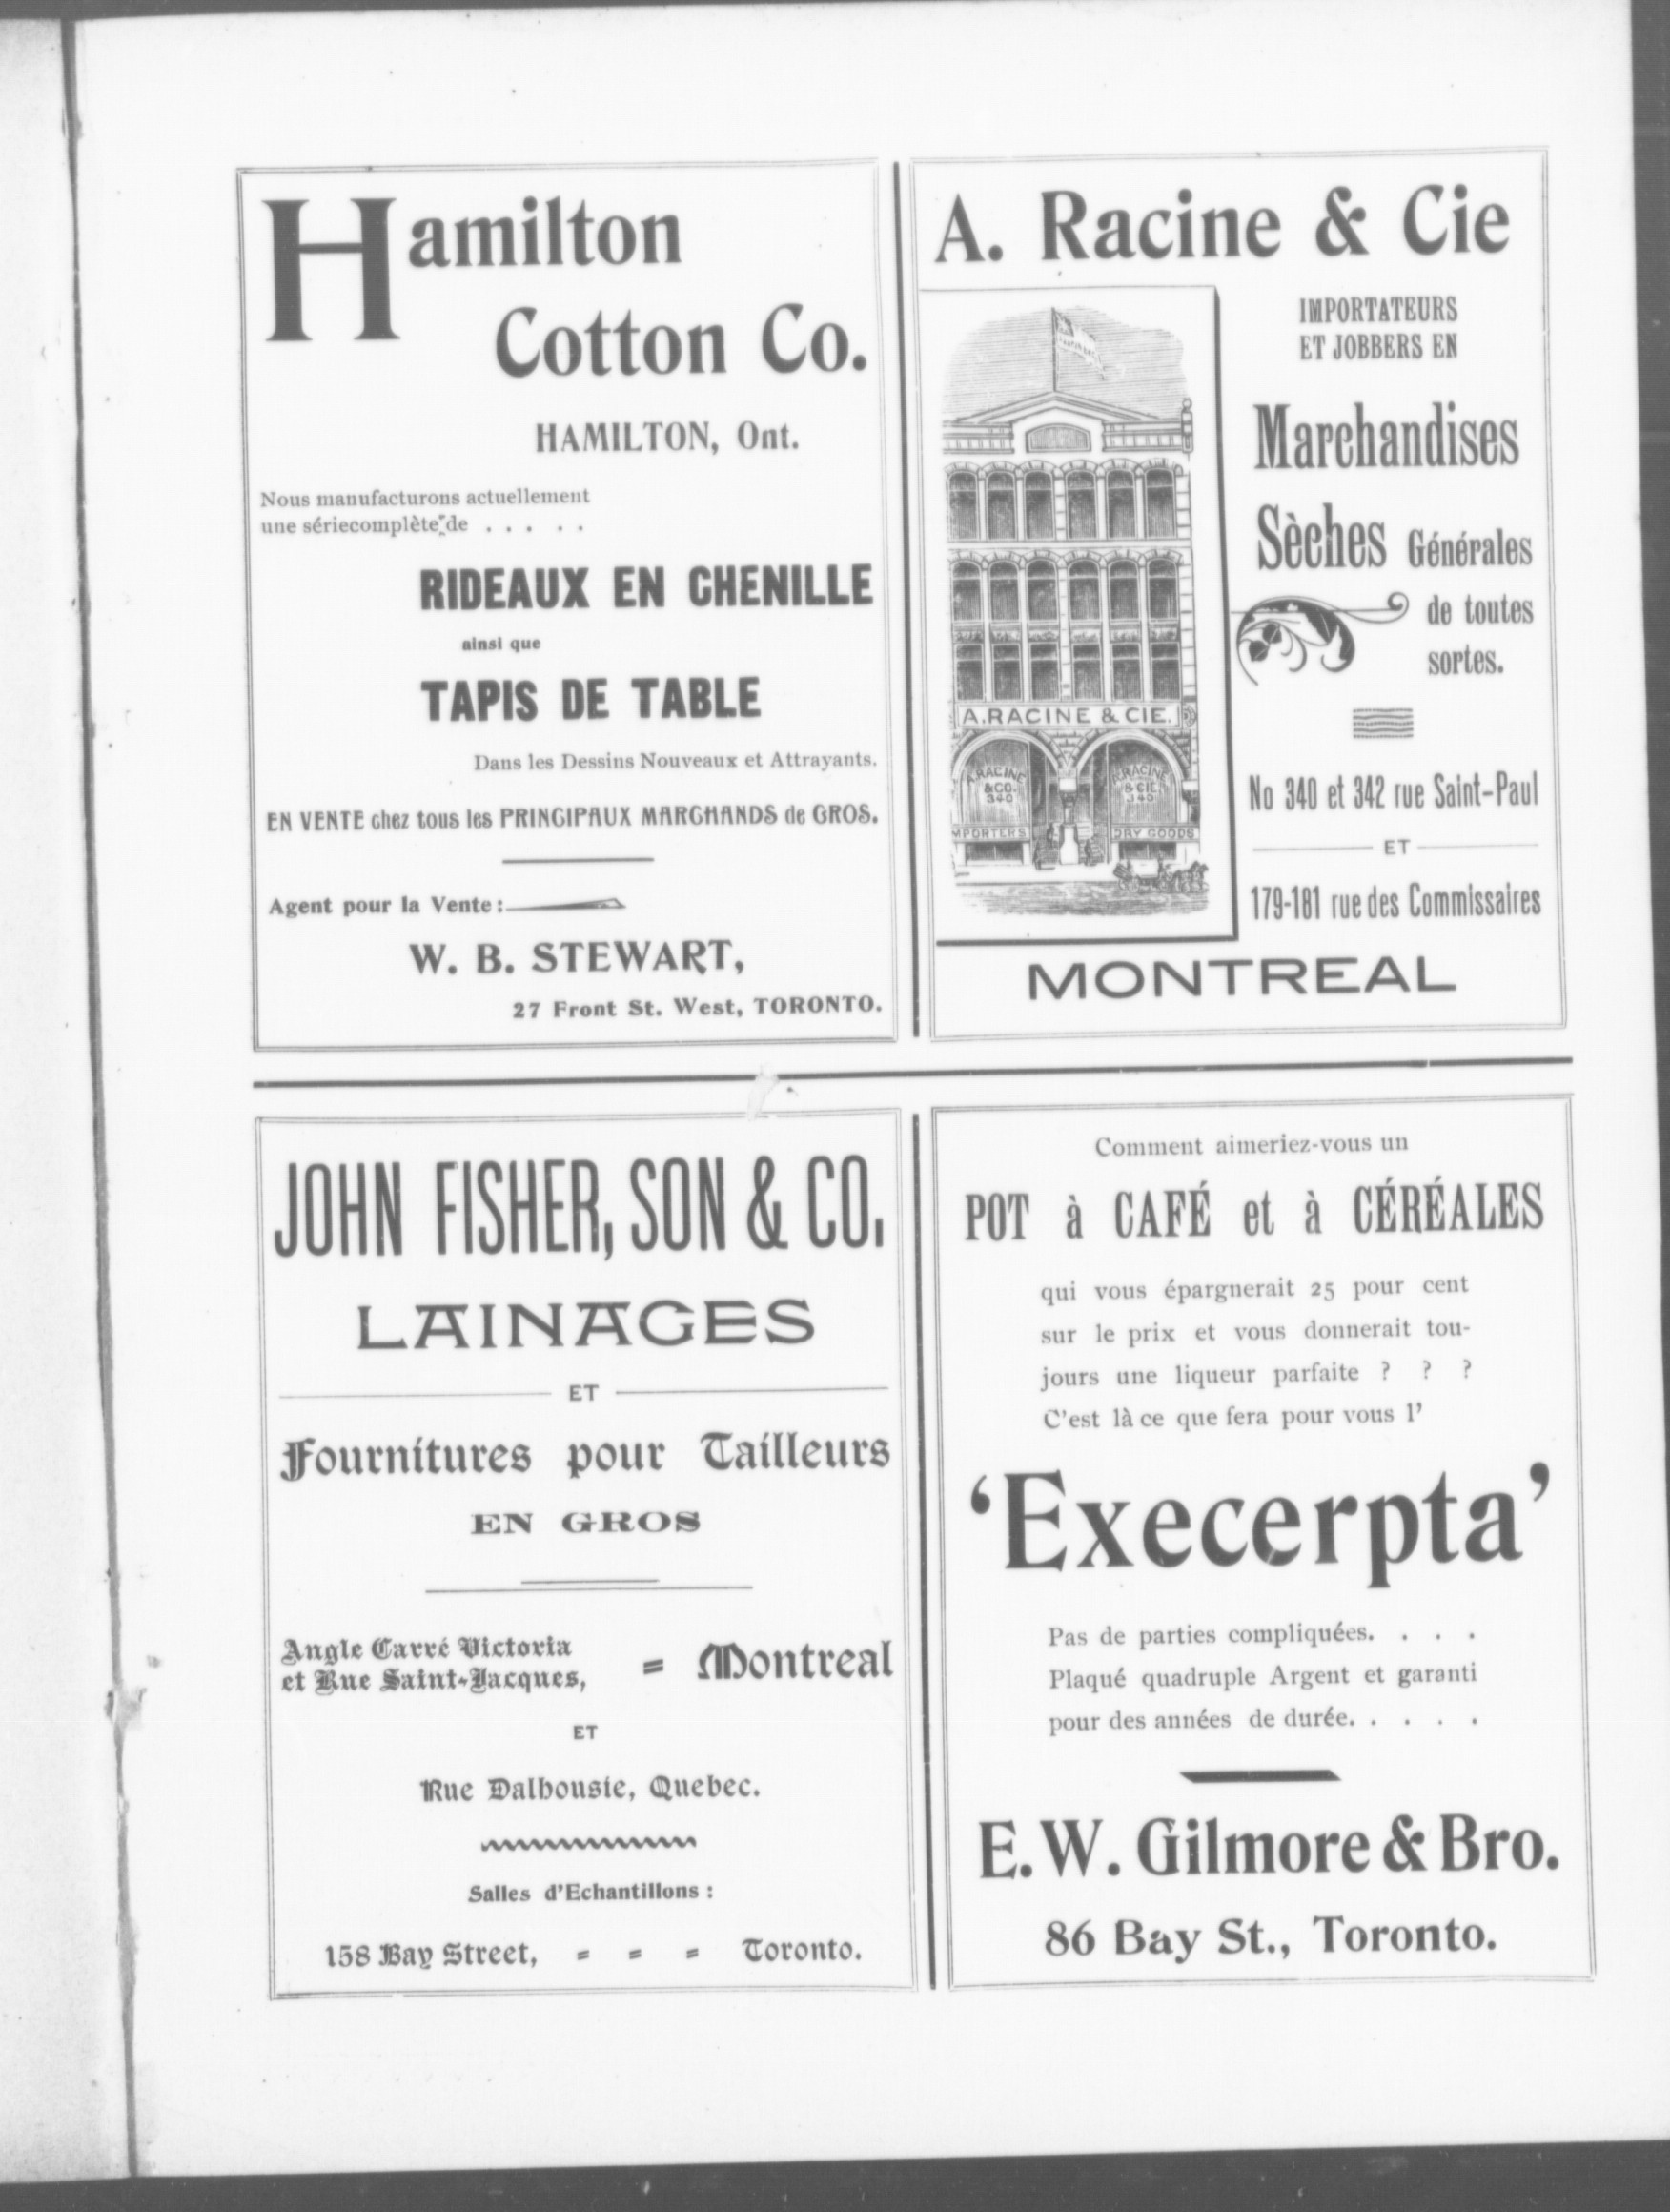 Hamilton
Cotton Co.
HAMILTON, Ont.
Nous manufacturons actuellement
une sériecomplète de . . . . .
RIDEAUX EN CHENILLE
ainsi que
TAPIS DE TABLE
Dans les Dessins Nouveaux et Attrayants.
EN VENTE chez tous les PRINCIPAUX MARCHANDS de GROS.
Agent pour la Vente:
W. B. STEWART,
27 Front St. West, TORONTO.
A. Racine & Cie
IMPORTATEURS
ET JOBBERS EN
Marchandises
Sèches Générales
de toutes
sortes.
A. RACINE & CIE.
A. RACINE
& CO.
340
A. RACINE
& CIE
340
IMPORTERS
DRY GOODS
No 340 et 342 rue Saint-Paul
ET
179-181 rue des Commissaires
MONTREAL
JOHN FISHER, SON & CO.
LAINAGES
ET
Fournitures pour Tailleurs
EN GROS
Angle Carré Victoria
et Rue Saint-Jacques, = Montreal
ET
Rue Dalhousie, Quebec.
Salles d'Echantillons :
158 Bay Street, = = = Toronto.
Comment aimeriez-vous un
POT à CAFÉ et à CÉRÉALES
qui vous épargnerait 25 pour cent
sur le prix et vous donnerait tou-
jours une liqueur parfaite ? ? ?
C'est là ce que fera pour vous l'
'Execerpta'
Pas de parties compliquées. . . .
Plaqué quadruple Argent et garanti
pour des années de durée. . . . .
E. W. Gilmore & Bro.
86 Bay St., Toronto.